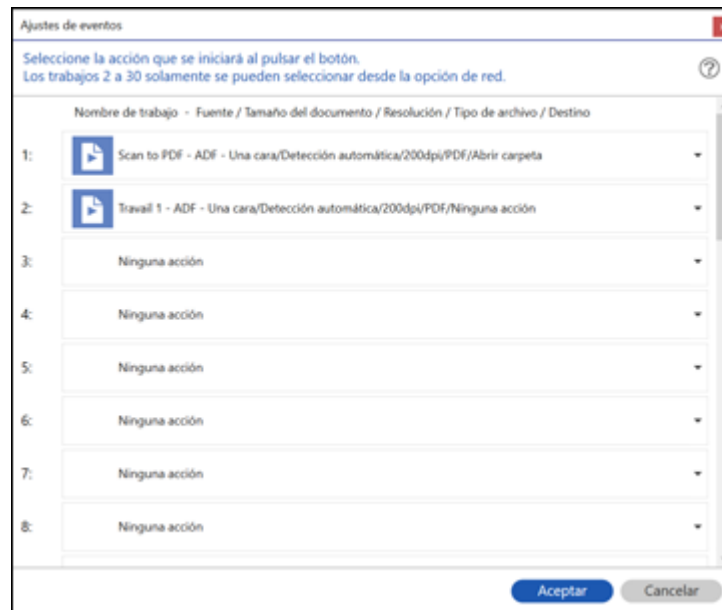 Ajustes de eventos
Seleccione la acción que se iniciará al pulsar el botón.
Los trabajos 2 a 30 solamente se pueden seleccionar desde la opción de red.
Nombre de trabajo - Fuente / Tamaño del documento / Resolución / Tipo de archivo / Destino
1: Scan to PDF - ADF - Una cara/Detección automática/200dpi/PDF/Abrir carpeta
2: Travail 1 - ADF - Una cara/Detección automática/200dpi/PDF/Ninguna acción
3: Ninguna acción
4: Ninguna acción
5: Ninguna acción
6: Ninguna acción
7: Ninguna acción
8: Ninguna acción
Aceptar Cancelar